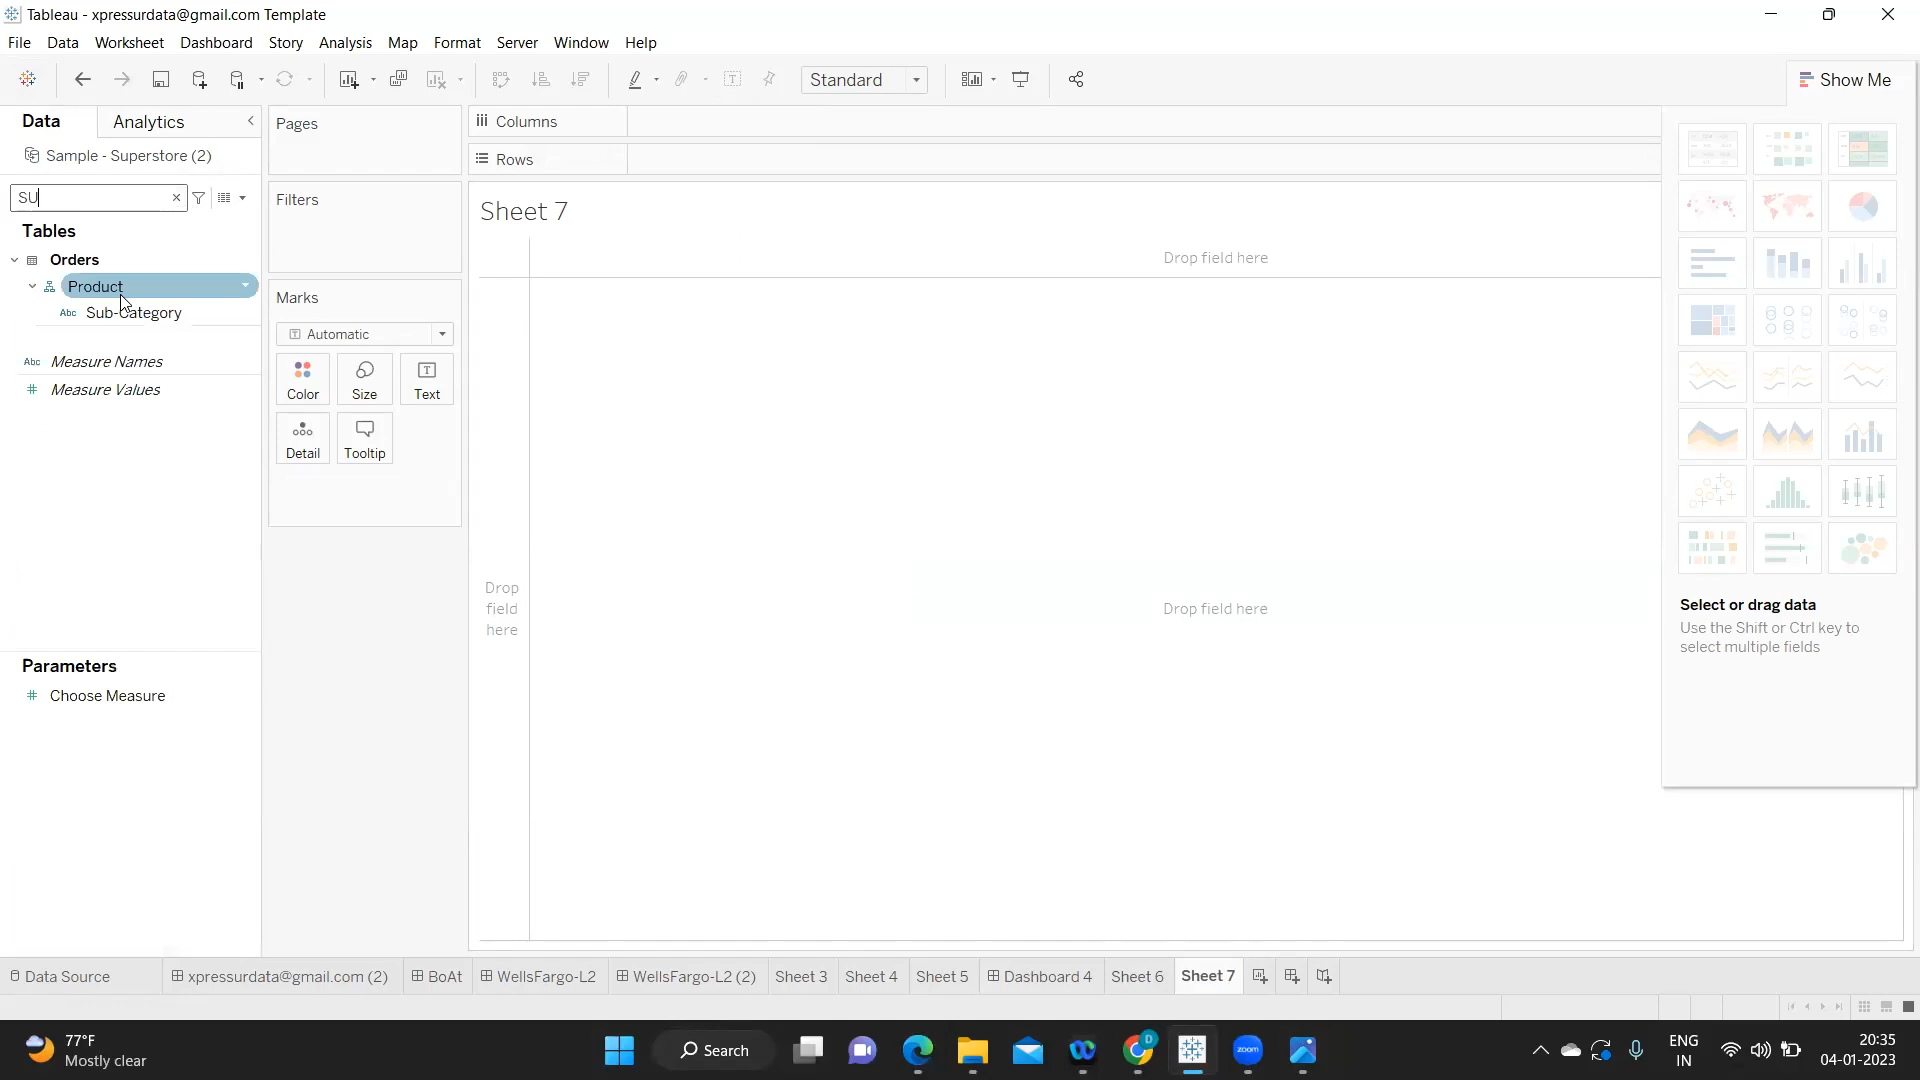 Tableau - xpressurdata@gmail.com Template
File Data Worksheet Dashboard Story Analysis Map Format Server Window Help
Standard
Show Me
Data Analytics
Pages
Columns
Sample - Superstore (2)
Rows
SU
Filters
Sheet 7
Tables
Orders
Drop field here
Product
Marks
Abc Sub-Category
Automatic
Abc Measure Names
Measure Values
Color Size Text
Detail Tooltip
Drop
field
here
Drop field here
Select or drag data
Use the Shift or Ctrl key to
select multiple fields
Parameters
Choose Measure
Data Source xpressurdata@gmail.com (2) BoAt WellsFargo-L2 WellsFargo-L2 (2) Sheet 3 Sheet 4 Sheet 5 Dashboard 4 Sheet 6 Sheet 7
77°F
Mostly clear
Search
D
zoom
ENG
IN
20:35
04-01-2023